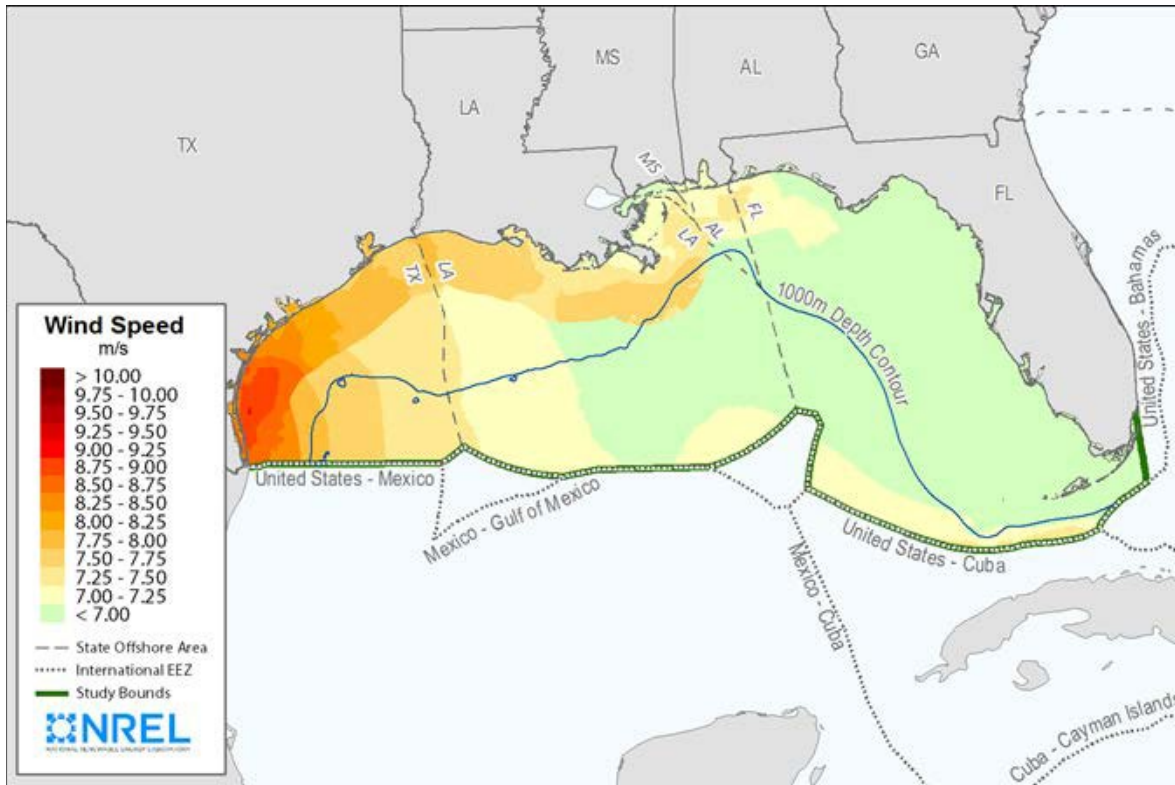 MS
AL
GA
LA
TX
FL
MS
AL
FL
LA
TX
LA
1000m Depth Contour
United States - Bahamas
United States - Mexico
Mexico - Gulf of Mexico
United States - Cuba
Mexico - Cuba
Cuba - Cayman Islands
Wind Speed
m/s
> 10.00
9.75 - 10.00
9.50 - 9.75
9.25 - 9.50
9.00 - 9.25
8.75 - 9.00
8.50 - 8.75
8.25 - 8.50
8.00 - 8.25
7.75 - 8.00
7.50 - 7.75
7.25 - 7.50
7.00 - 7.25
< 7.00
State Offshore Area
International EEZ
Study Bounds
NREL
NATIONAL RENEWABLE ENERGY LABORATORY